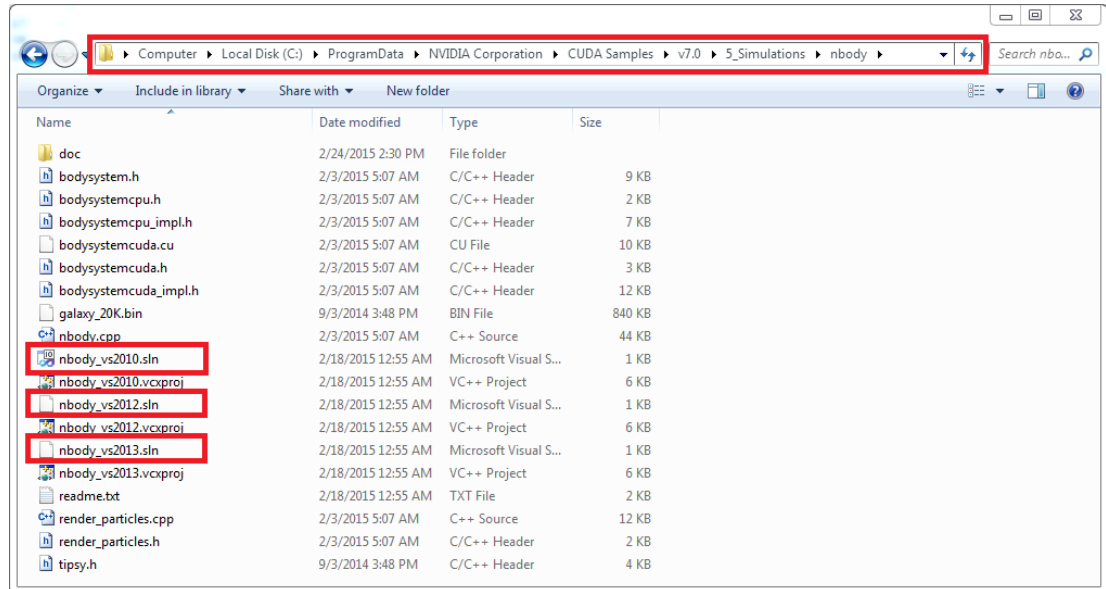 Computer Local Disk (C:) ProgramData NVIDIA Corporation CUDA Samples v7.0 5_Simulations nbody Search nbo...
Organize Include in library Share with New folder
Name Date modified Type Size
doc 2/24/2015 2:30 PM File folder
bodysystem.h 2/3/2015 5:07 AM C/C++ Header 9 KB
bodysystemcpu.h 2/3/2015 5:07 AM C/C++ Header 2 KB
bodysystemcpu_impl.h 2/3/2015 5:07 AM C/C++ Header 7 KB
bodysystemcuda.cu 2/3/2015 5:07 AM CU File 10 KB
bodysystemcuda.h 2/3/2015 5:07 AM C/C++ Header 3 KB
bodysystemcuda_impl.h 2/3/2015 5:07 AM C/C++ Header 12 KB
galaxy_20K.bin 9/3/2014 3:48 PM BIN File 840 KB
nbody.cpp 2/3/2015 5:07 AM C++ Source 44 KB
nbody_vs2010.sln 2/18/2015 12:55 AM Microsoft Visual S... 1 KB
nbody_vs2010.vcxproj 2/18/2015 12:55 AM VC++ Project 6 KB
nbody_vs2012.sln 2/18/2015 12:55 AM Microsoft Visual S... 1 KB
nbody_vs2012.vcxproj 2/18/2015 12:55 AM VC++ Project 6 KB
nbody_vs2013.sln 2/18/2015 12:55 AM Microsoft Visual S... 1 KB
nbody_vs2013.vcxproj 2/18/2015 12:55 AM VC++ Project 6 KB
readme.txt 2/18/2015 12:55 AM TXT File 2 KB
render_particles.cpp 2/3/2015 5:07 AM C++ Source 12 KB
render_particles.h 2/3/2015 5:07 AM C/C++ Header 2 KB
tipsy.h 9/3/2014 3:48 PM C/C++ Header 4 KB